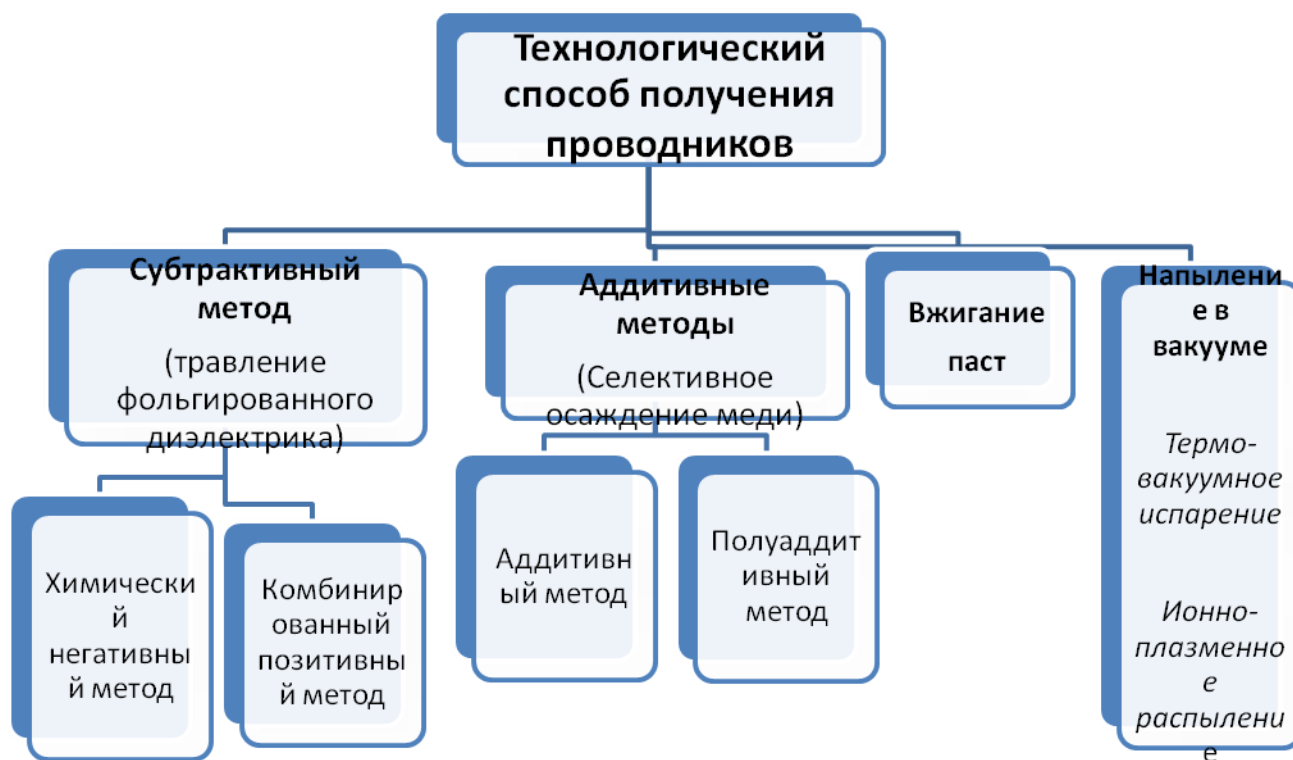 Технологический
способ получения
проводников
Субтрактивный
метод
(травление
фольгированного
диэлектрика)
Аддитивные
методы
(Селективное
осаждение меди)
Вжигание
паст
Напылени
е в
вакууме
Термо-
вакуумное
испарение
Ионно-
плазменно
е
распылени
е
Химически
й
негативны
й метод
Комбинир
ованный
позитивны
й метод
Аддитивн
ый метод
Полуаддит
ивный
метод